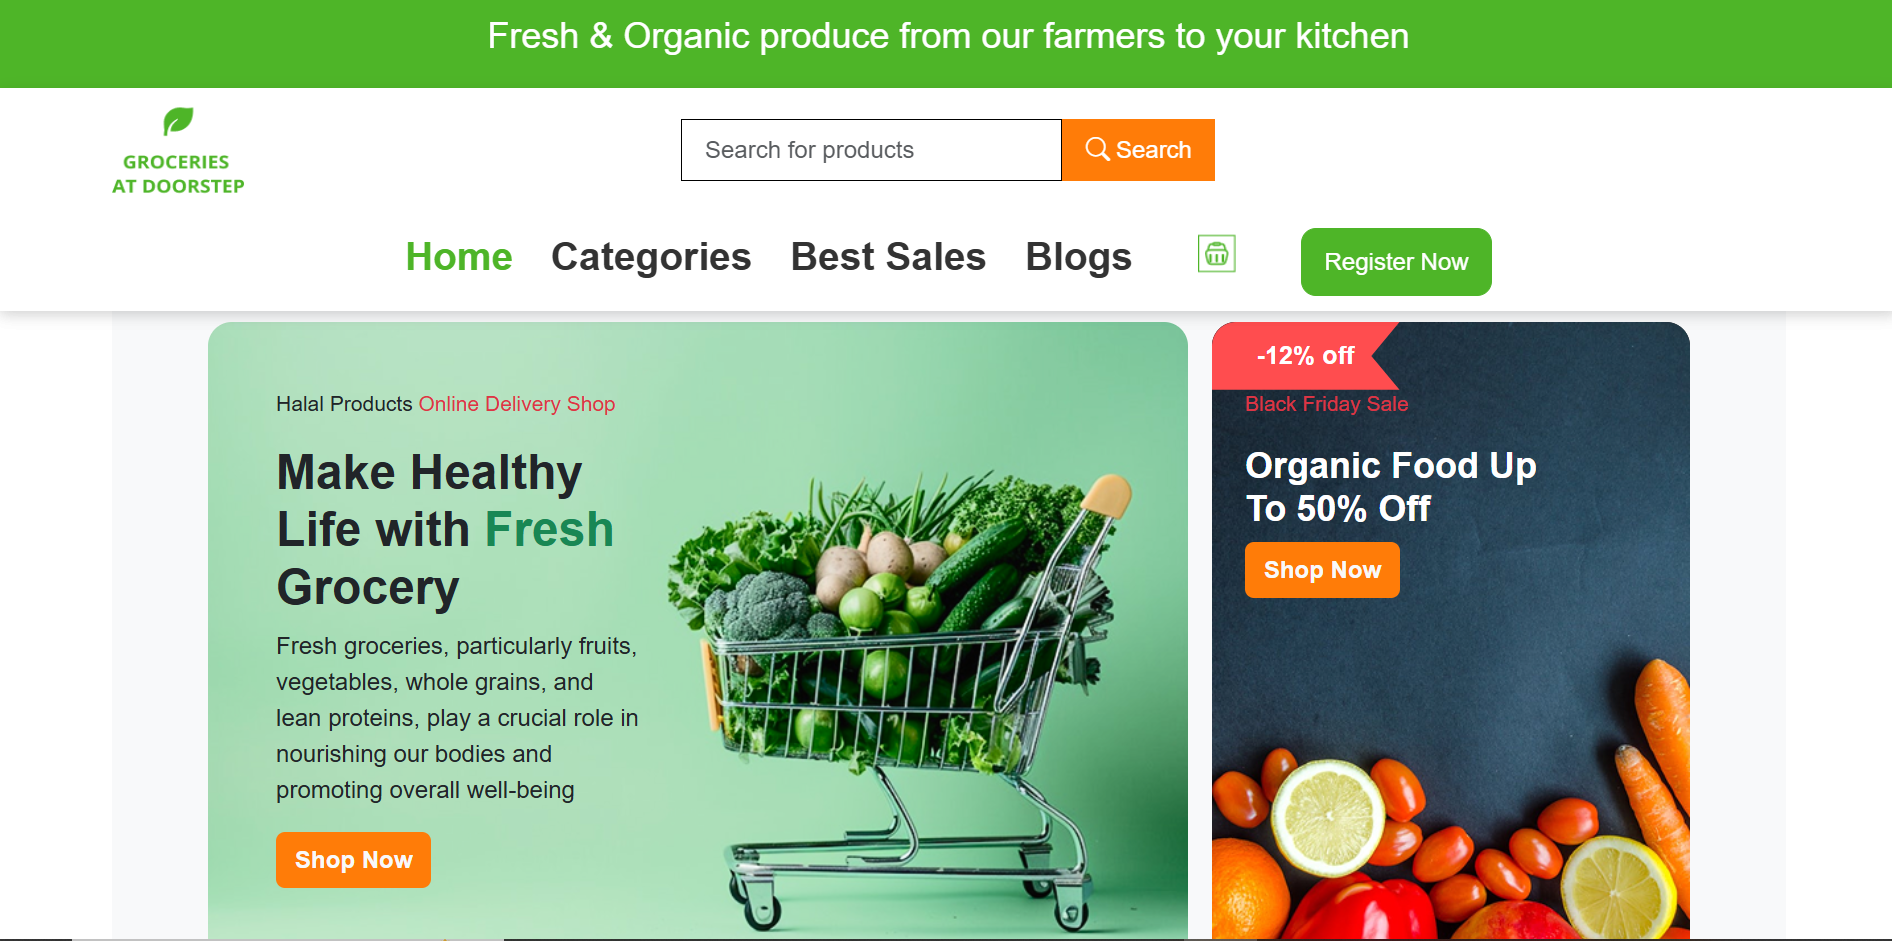 Fresh & Organic produce from our farmers to your kitchen
GROCERIES
AT DOORSTEP
Search for products
Search
Home Categories Best Sales Blogs Register Now
Halal Products Online Delivery Shop
Make Healthy
Life with Fresh
Grocery
Fresh groceries, particularly fruits,
vegetables, whole grains, and
lean proteins, play a crucial role in
nourishing our bodies and
promoting overall well-being
Shop Now
-12% off
Black Friday Sale
Organic Food Up
To 50% Off
Shop Now